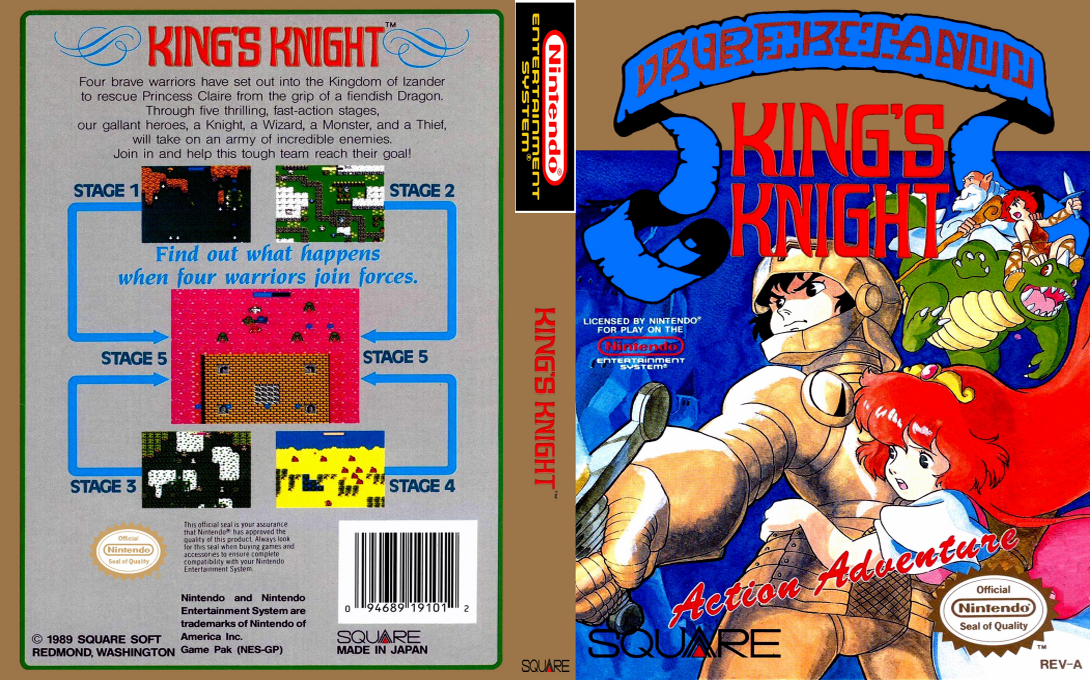 KING'S KNIGHT™
Four brave warriors have set out into the Kingdom of Izander
to rescue Princess Claire from the grip of a fiendish Dragon.
Through five thrilling, fast-action stages,
our gallant heroes, a Knight, a Wizard, a Monster, and a Thief,
will take on an army of incredible enemies.
Join in and help this tough team reach their goal!
STAGE 1
STAGE 2
Find out what happens
when four warriors join forces.
STAGE 5
STAGE 5
STAGE 3
STAGE 4
Official
Nintendo
Seal of Quality
This official seal is your assurance
that Nintendo® has approved the
quality of this product. Always look
for this seal when buying games and
accessories to ensure complete
compatibility with your Nintendo
Entertainment System.
Nintendo and Nintendo
Entertainment System are
trademarks of Nintendo of
America Inc.
Game Pak (NES-GP)
© 1989 SQUARE SOFT
REDMOND, WASHINGTON
0 94689 19101 2
SQUARE
MADE IN JAPAN
Nintendo®
ENTERTAINMENT
SYSTEM®
KING'S KNIGHT™
SQUARE
KING'S
KNIGHT
LICENSED BY NINTENDO®
FOR PLAY ON THE
Nintendo
ENTERTAINMENT
SYSTEM®
Action Adventure
SQUARE
Official
Nintendo®
Seal of Quality
™
REV-A